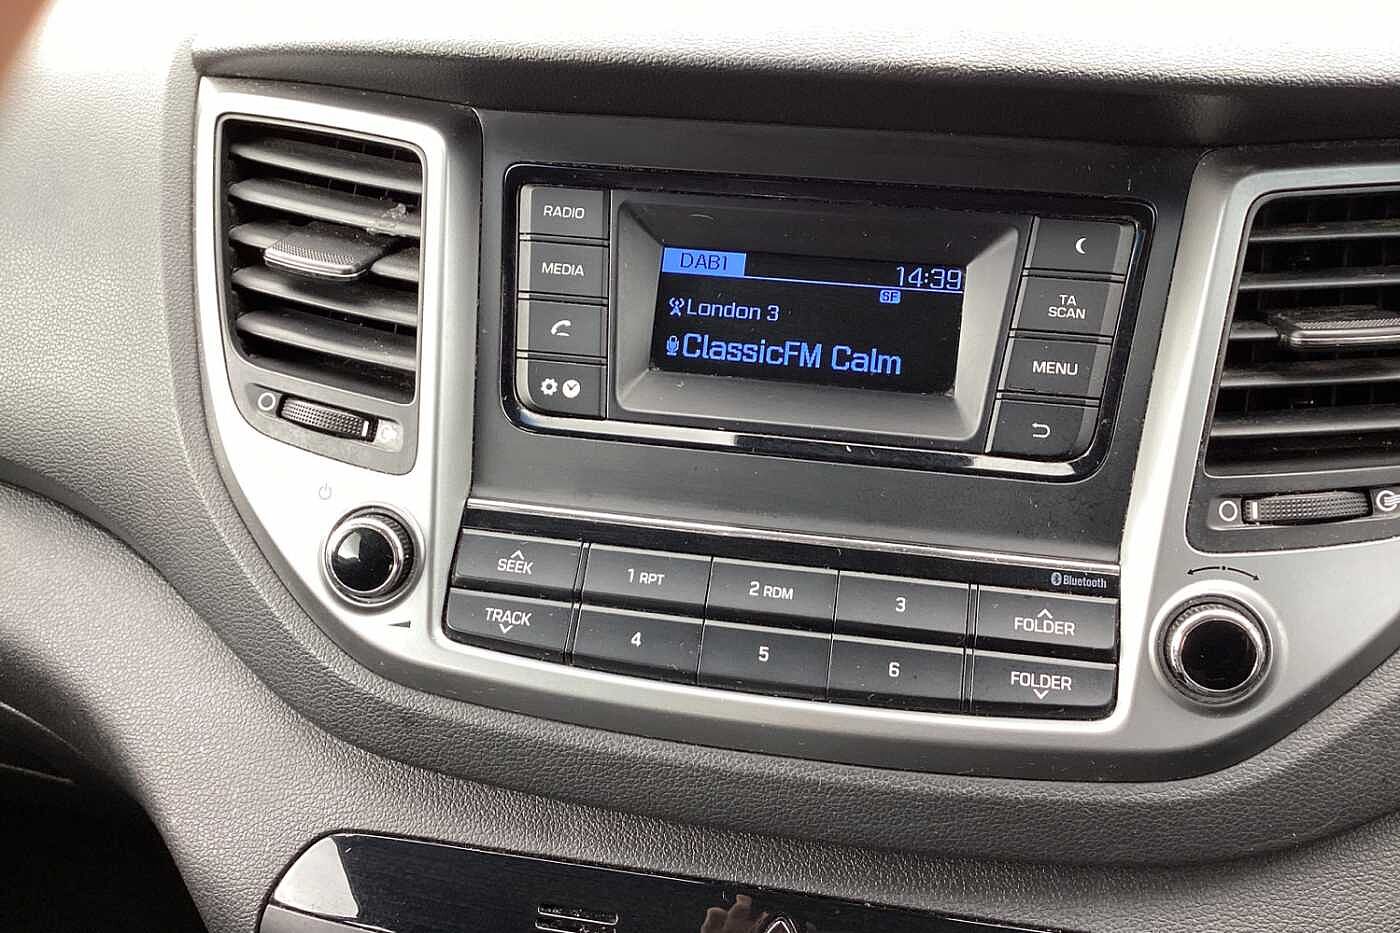 RADIO
MEDIA
DAB1
14:39
SF
London 3
ClassicFM Calm
TA
SCAN
MENU
Bluetooth
SEEK
TRACK
1 RPT
2 RDM
3
4
5
6
FOLDER
FOLDER